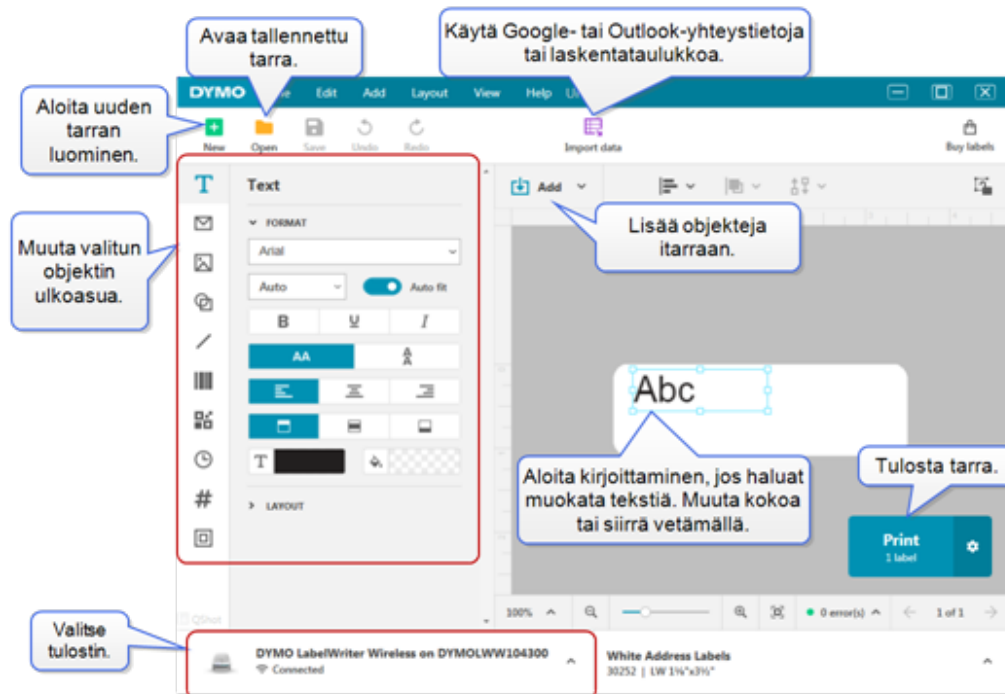 Avaa tallennettu
tarra.
Käytä Google- tai Outlook-yhteystietoja
tai laskentataulukkoa.
Aloita uuden
tarran
luominen.
DYMO Edit Add Layout View Help
New Open Save Undo Redo Import data Buy labels
Text
Add
FORMAT
Lisää objekteja
itarraan.
Muuta valitun
objektin
ulkoasua.
Arial
Auto Auto fit
B U I
AA A A
T
LAYOUT
#
Abc
Aloita kirjoittaminen, jos haluat
muokata tekstiä. Muuta kokoa
tai siirrä vetämällä.
Tulosta tarra.
Print
1 label
100% 0 error(s) 1 of 1
QShot
Valitse
tulostin.
DYMO LabelWriter Wireless on DYMOLWW104300
Connected
White Address Labels
30252 | LW 1⅛"x3½"